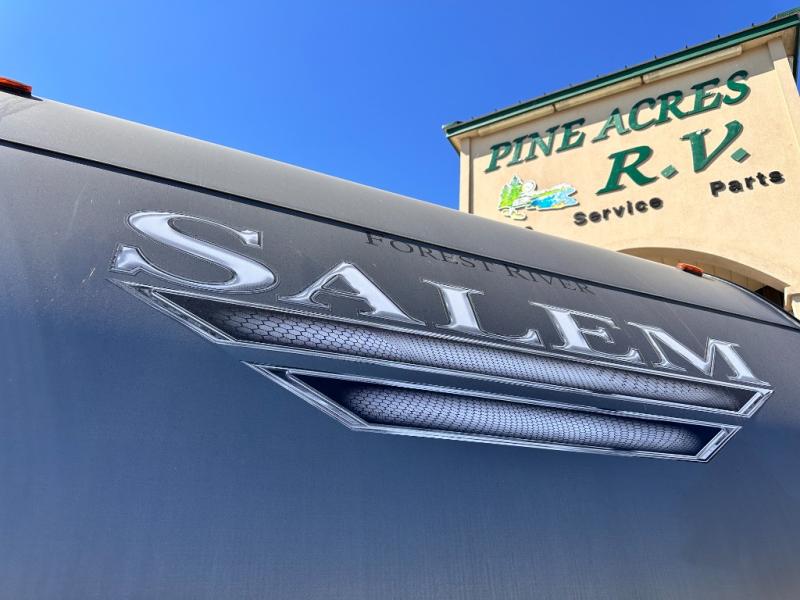 PINE ACRES
R.V.
Service Parts
FOREST RIVER
SALEM